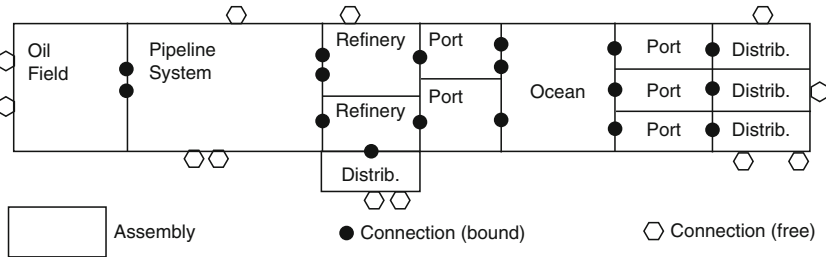 Oil
Field
Pipeline
System
Refinery
Refinery
Distrib.
Port
Port
Ocean
Port
Distrib.
Port
Distrib.
Port
Distrib.
Assembly
Connection (bound)
Connection (free)